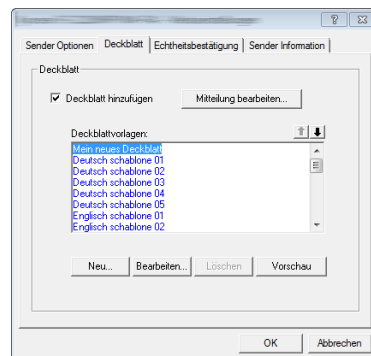 Sender Optionen Deckblatt Echtheitsbestätigung Sender Information
Deckblatt
Deckblatt hinzufügen Mitteilung bearbeiten...
Deckblattvorlagen:
Mein neues Deckblatt
Deutsch schablone 01
Deutsch schablone 02
Deutsch schablone 03
Deutsch schablone 04
Deutsch schablone 05
Englisch schablone 01
Englisch schablone 02
Neu... Bearbeiten... Löschen Vorschau
OK Abbrechen